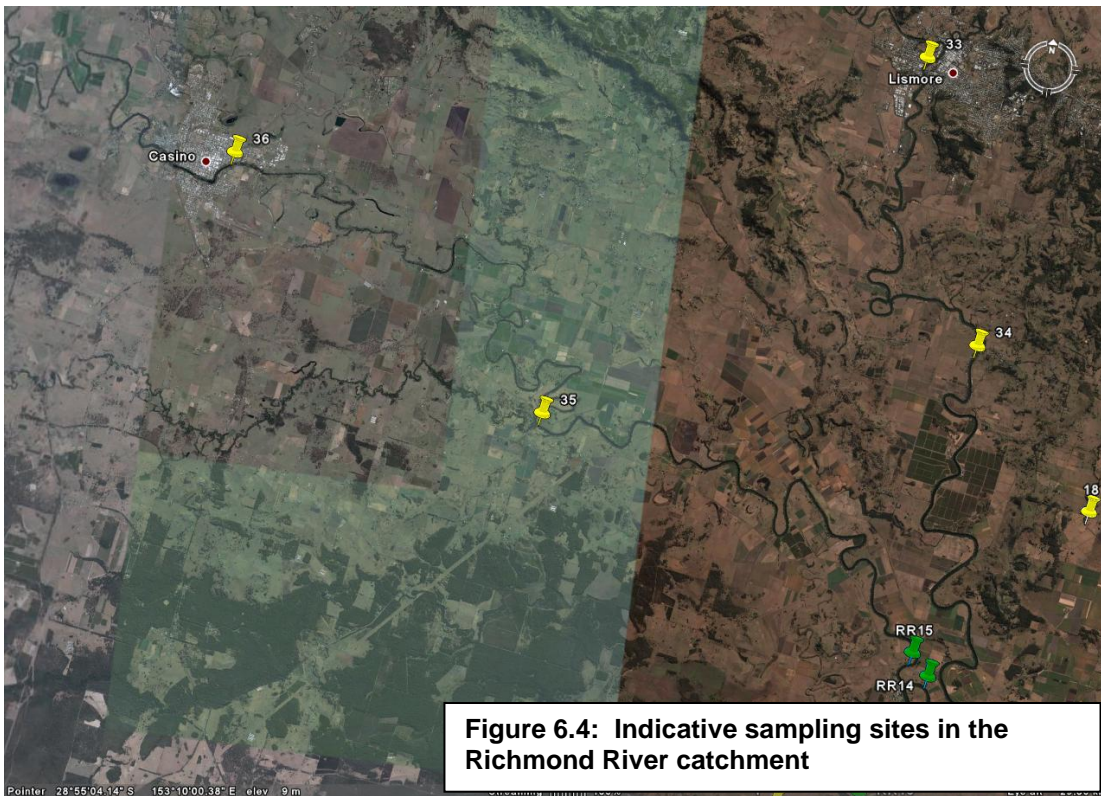 33
N
Lismore
36
Casino
34
35
18
RR15
RR14
Figure 6.4: Indicative sampling sites in the
Richmond River catchment
Pointer 28°55'04.14" S 153°10'00.38" E elev 9 m